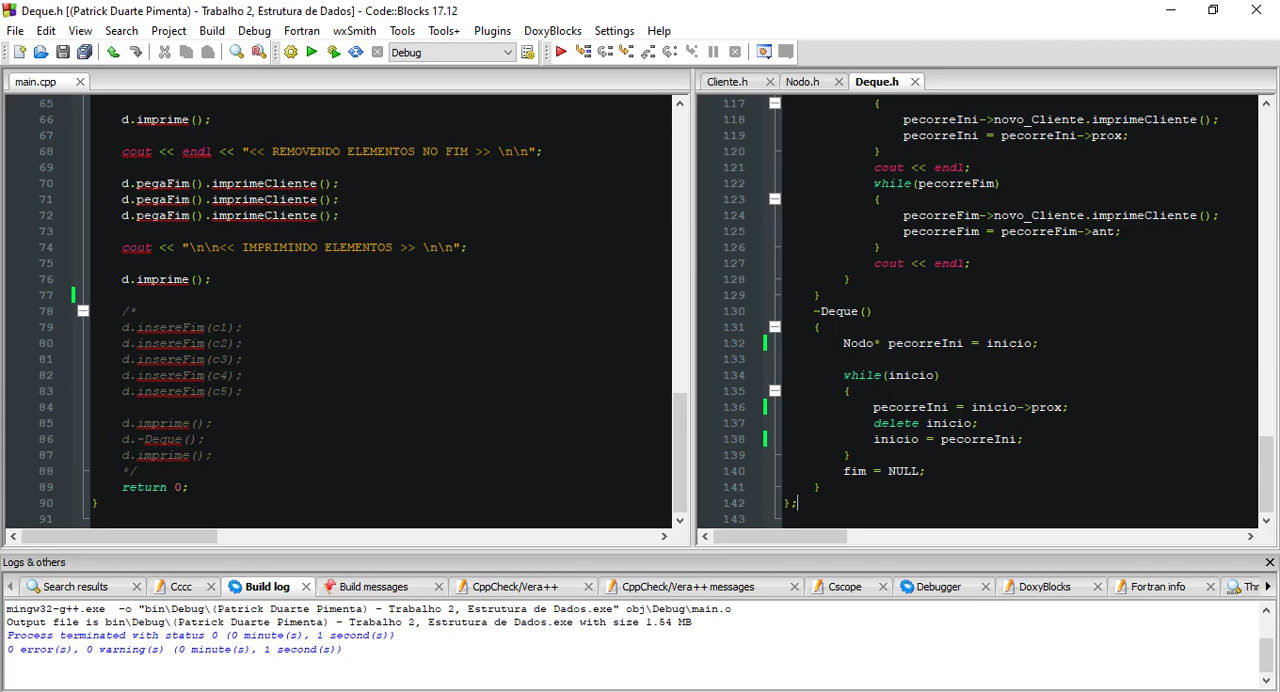 Deque.h [(Patrick Duarte Pimenta) - Trabalho 2, Estrutura de Dados] - Code::Blocks 17.12
File Edit View Search Project Build Debug Fortran wxSmith Tools Tools+ Plugins DoxyBlocks Settings Help
Debug
main.cpp
65
66 d.imprime();
67
68 cout << endl << "<< REMOVENDO ELEMENTOS NO FIM >> \n\n";
69
70 d.pegaFim().imprimeCliente();
71 d.pegaFim().imprimeCliente();
72 d.pegaFim().imprimeCliente();
73
74 cout << "\n\n<< IMPRIMINDO ELEMENTOS >> \n\n";
75
76 d.imprime();
77
78 /*
79 d.insereFim(c1);
80 d.insereFim(c2);
81 d.insereFim(c3);
82 d.insereFim(c4);
83 d.insereFim(c5);
84
85 d.imprime();
86 d.~Deque();
87 d.imprime();
88 */
89 return 0;
90 }
91
Cliente.h Nodo.h Deque.h
117 {
118 pecorreIni->novo_Cliente.imprimeCliente();
119 pecorreIni = pecorreIni->prox;
120 }
121 cout << endl;
122 while(pecorreFim)
123 {
124 pecorreFim->novo_Cliente.imprimeCliente();
125 pecorreFim = pecorreFim->ant;
126 }
127 cout << endl;
128 }
129 }
130 ~Deque()
131 {
132 Nodo* pecorreIni = inicio;
133
134 while(inicio)
135 {
136 pecorreIni = inicio->prox;
137 delete inicio;
138 inicio = pecorreIni;
139 }
140 fim = NULL;
141 }
142 };
143
Logs & others
Search results Cccc Build log Build messages CppCheck/Vera++ CppCheck/Vera++ messages Cscope Debugger DoxyBlocks Fortran info Thr
mingw32-g++.exe -o "bin\Debug\(Patrick Duarte Pimenta) - Trabalho 2, Estrutura de Dados.exe" obj\Debug\main.o
Output file is bin\Debug\(Patrick Duarte Pimenta) - Trabalho 2, Estrutura de Dados.exe with size 1.54 MB
Process terminated with status 0 (0 minute(s), 1 second(s))
0 error(s), 0 warning(s) (0 minute(s), 1 second(s))